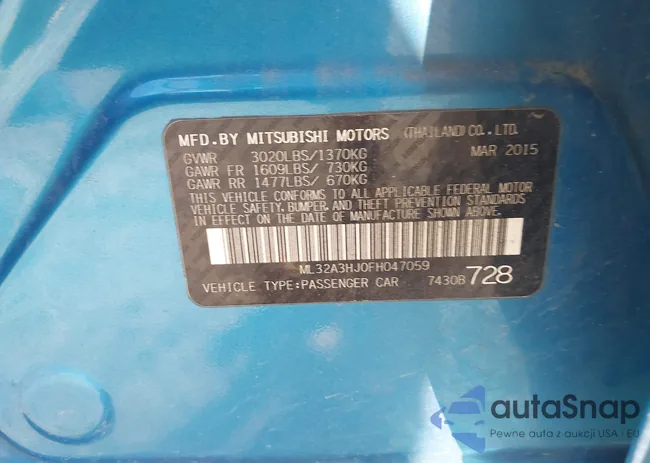 MFD.BY MITSUBISHI MOTORS (THAILAND) CO., LTD.
GVWR 3020LBS/1370KG MAR 2015
GAWR FR 1609LBS/ 730KG
GAWR RR 1477LBS/ 670KG
THIS VEHICLE CONFORMS TO ALL APPLICABLE FEDERAL MOTOR
VEHICLE SAFETY, BUMPER, AND THEFT PREVENTION STANDARDS
IN EFFECT ON THE DATE OF MANUFACTURE SHOWN ABOVE.
ML32A3HJ0FH047059
VEHICLE TYPE:PASSENGER CAR 7430B 728
autaSnap
Pewne auta z aukcji USA i EU